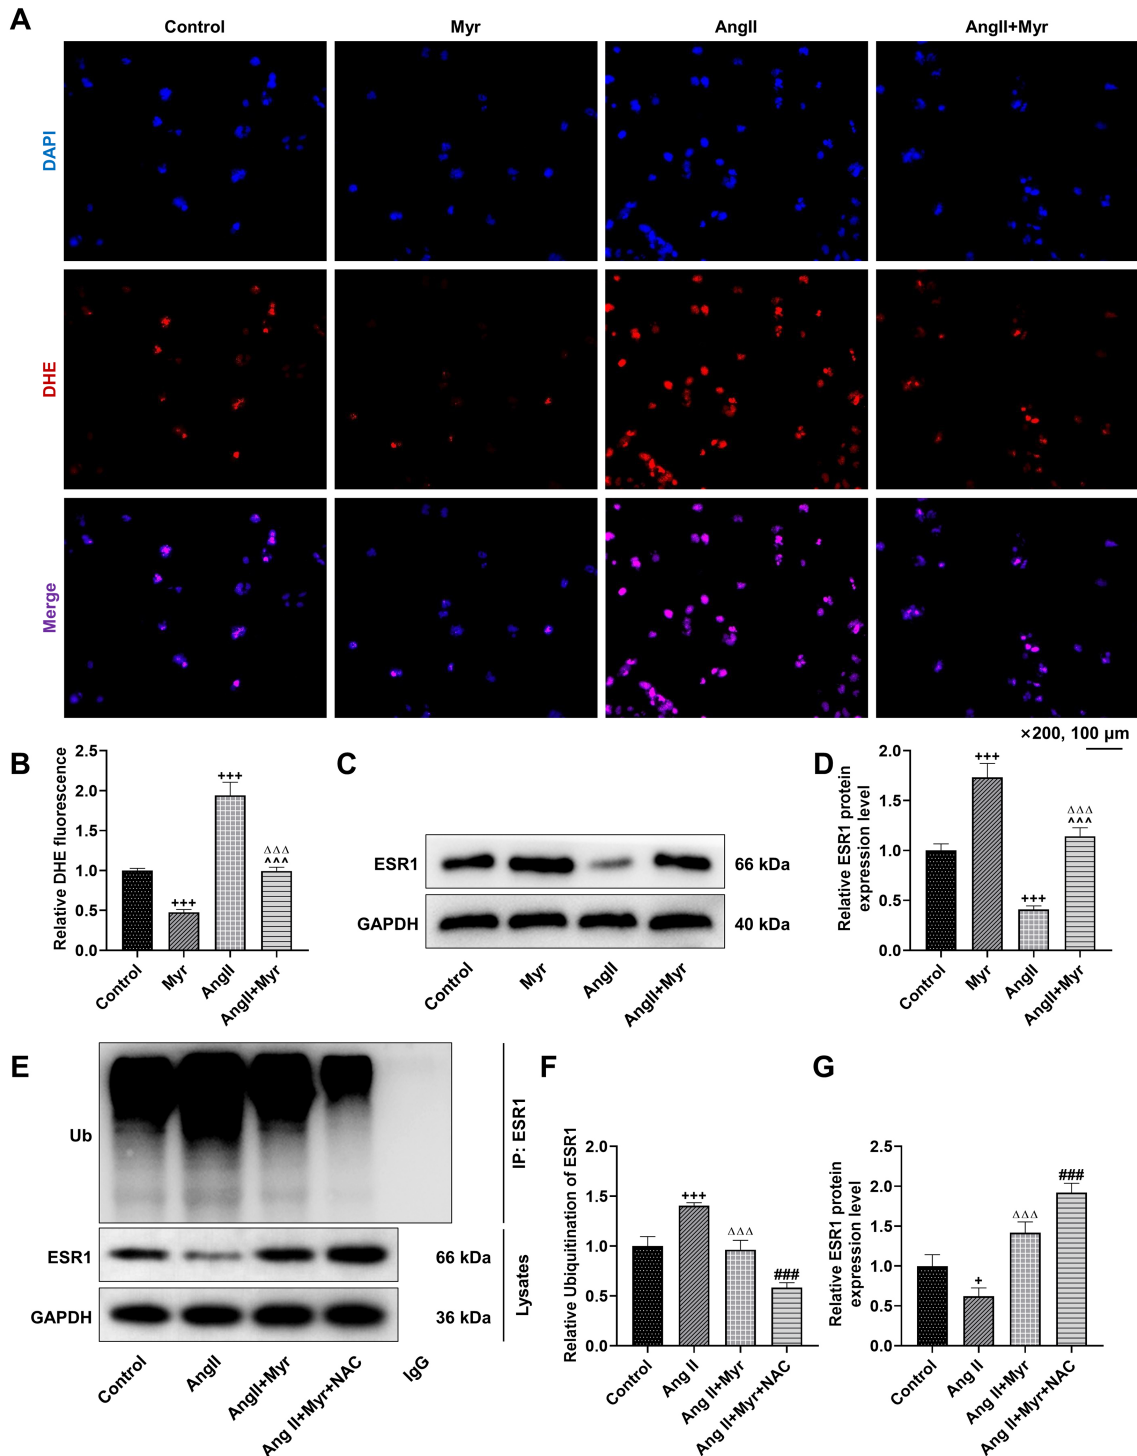 A
Control Myr AngII AngII+Myr
DAPI
DHE
Merge
×200, 100 μm
B
Relative DHE fluorescence
2.5
2.0
1.5
1.0
0.5
0.0
+++
+++
ΔΔΔ
^^^
Control
Myr
AngII
AngII+Myr
C
ESR1 66 kDa
GAPDH 40 kDa
Control
Myr
AngII
AngII+Myr
D
Relative ESR1 protein
expression level
2.0
1.5
1.0
0.5
0.0
+++
+++
ΔΔΔ
^^^
Control
Myr
AngII
AngII+Myr
E
Ub
IP: ESR1
ESR1 66 kDa
GAPDH 36 kDa
Lysates
Control
AngII
AngII+Myr
Ang II+Myr+NAC
IgG
F
Relative Ubiquitination of ESR1
2.0
1.5
1.0
0.5
0.0
+++
ΔΔΔ
###
Control
Ang II
Ang II+Myr
Ang II+Myr+NAC
G
Relative ESR1 protein
expression level
2.5
2.0
1.5
1.0
0.5
0.0
+
ΔΔΔ
###
Control
Ang II
Ang II+Myr
Ang II+Myr+NAC